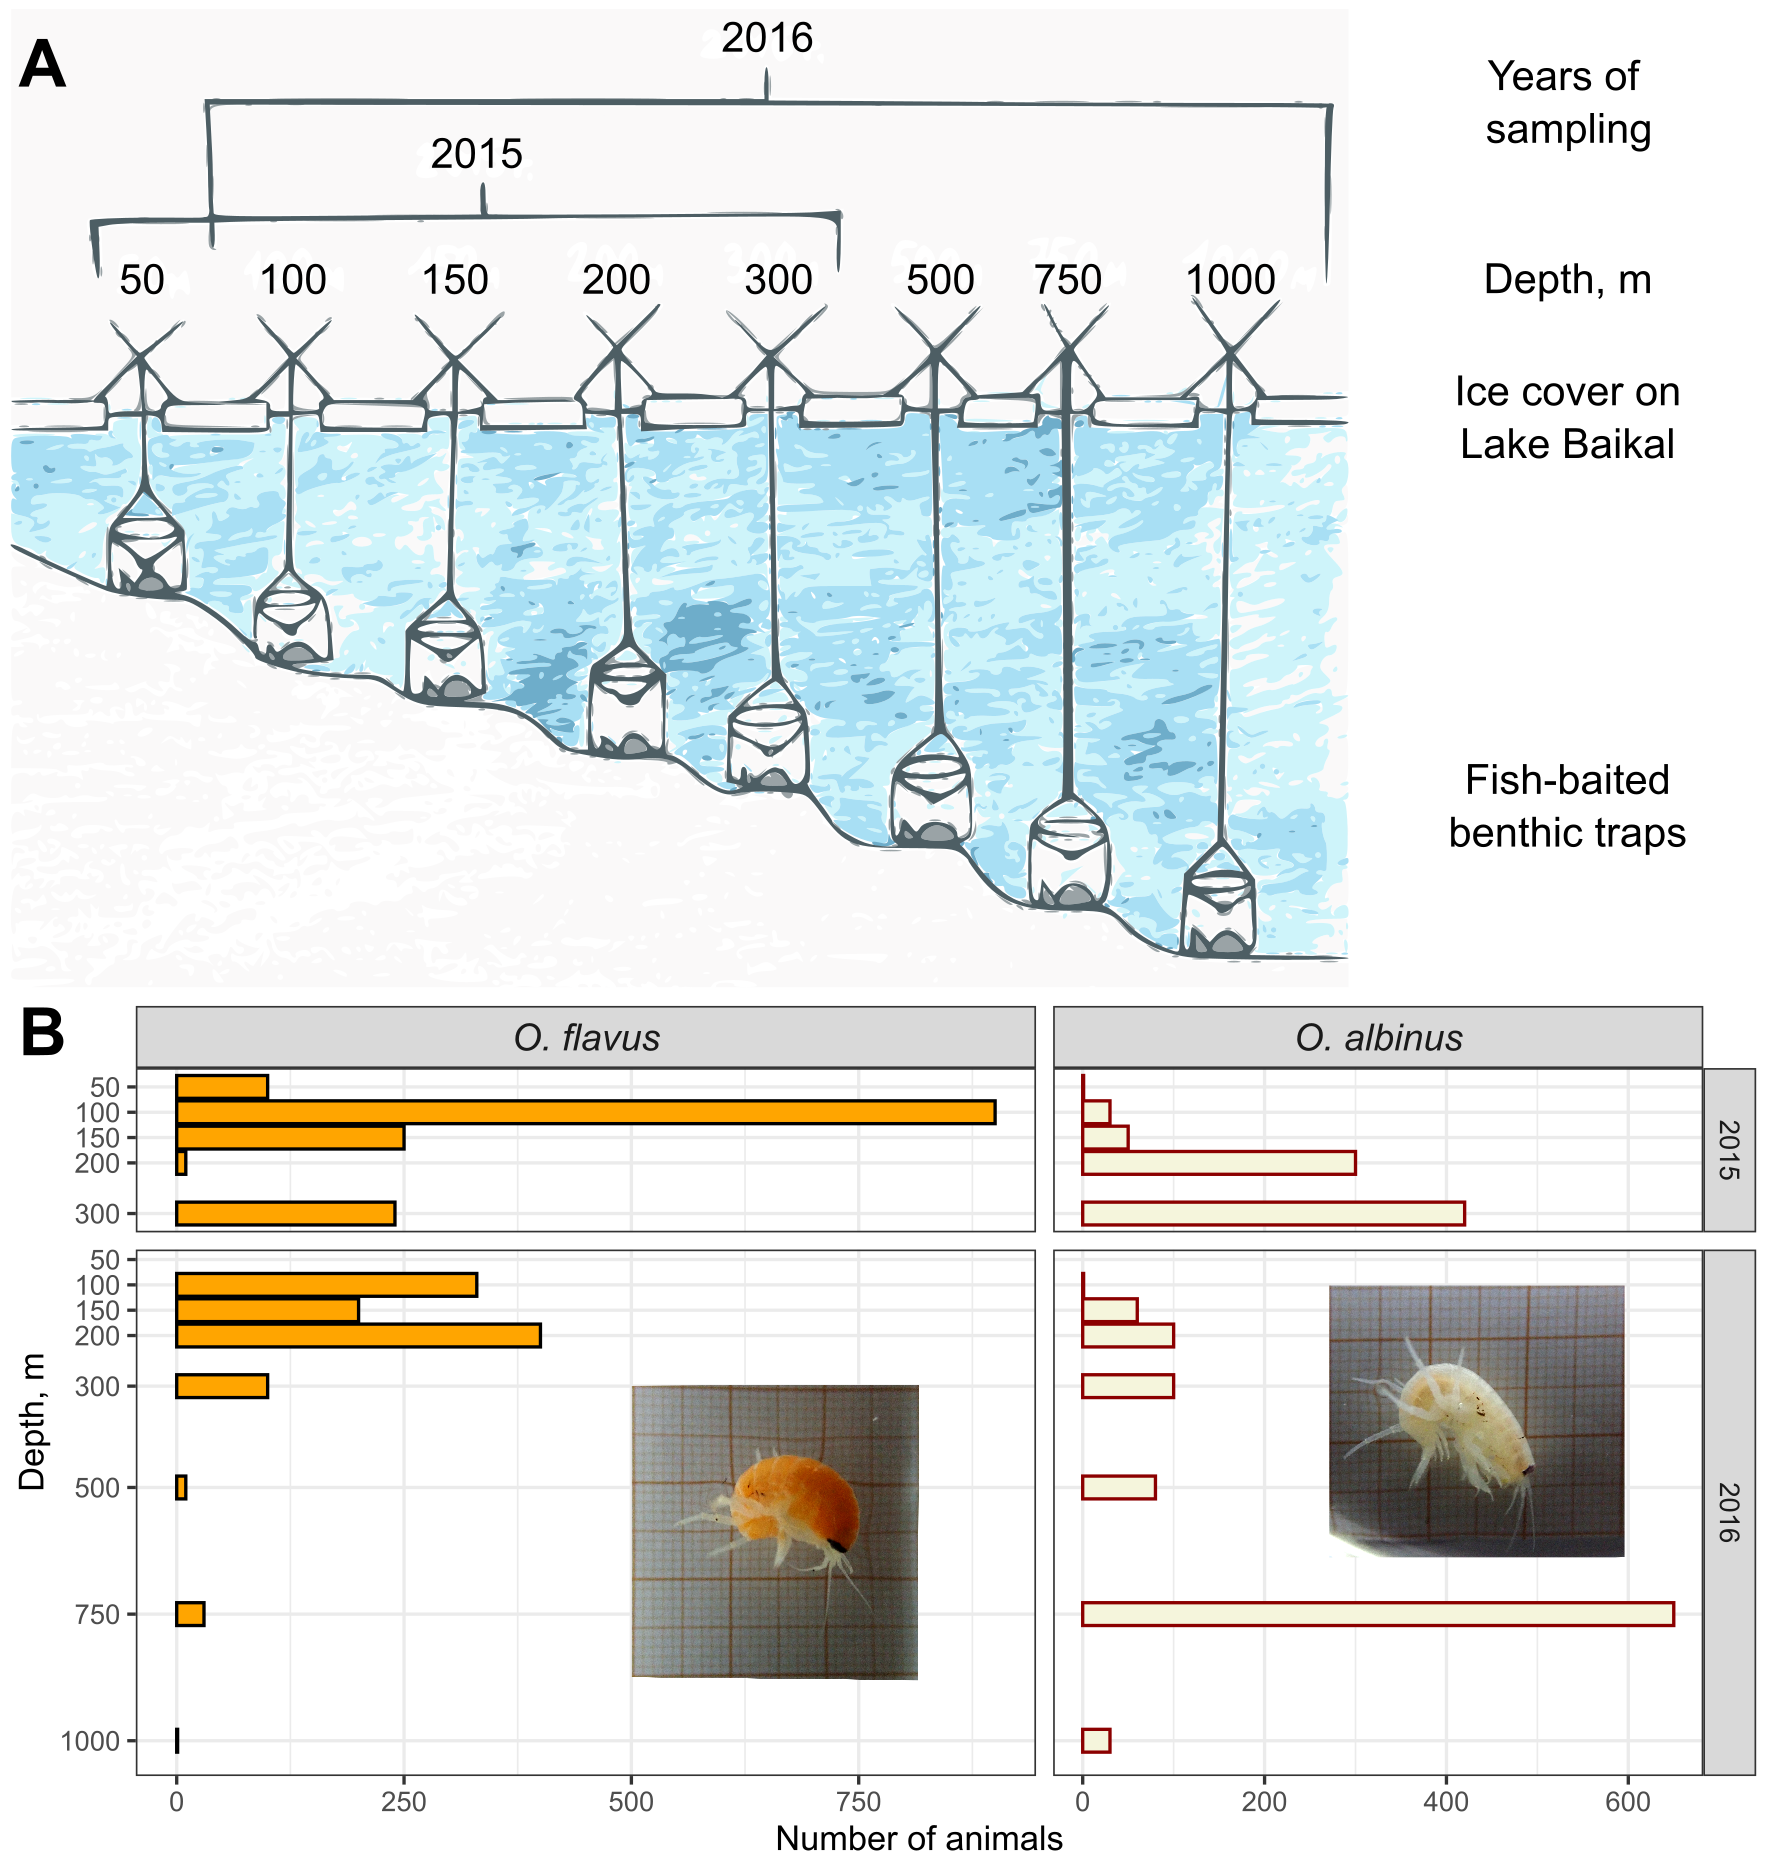 A
2016
Years of
sampling
2015
50 100 150 200 300 500 750 1000
Depth, m
Ice cover on
Lake Baikal
Fish-baited
benthic traps
B
O. flavus
O. albinus
50
100
150
200
300
2015
50
100
150
200
300
500
750
1000
2016
Depth, m
0 250 500 750
0 200 400 600
Number of animals